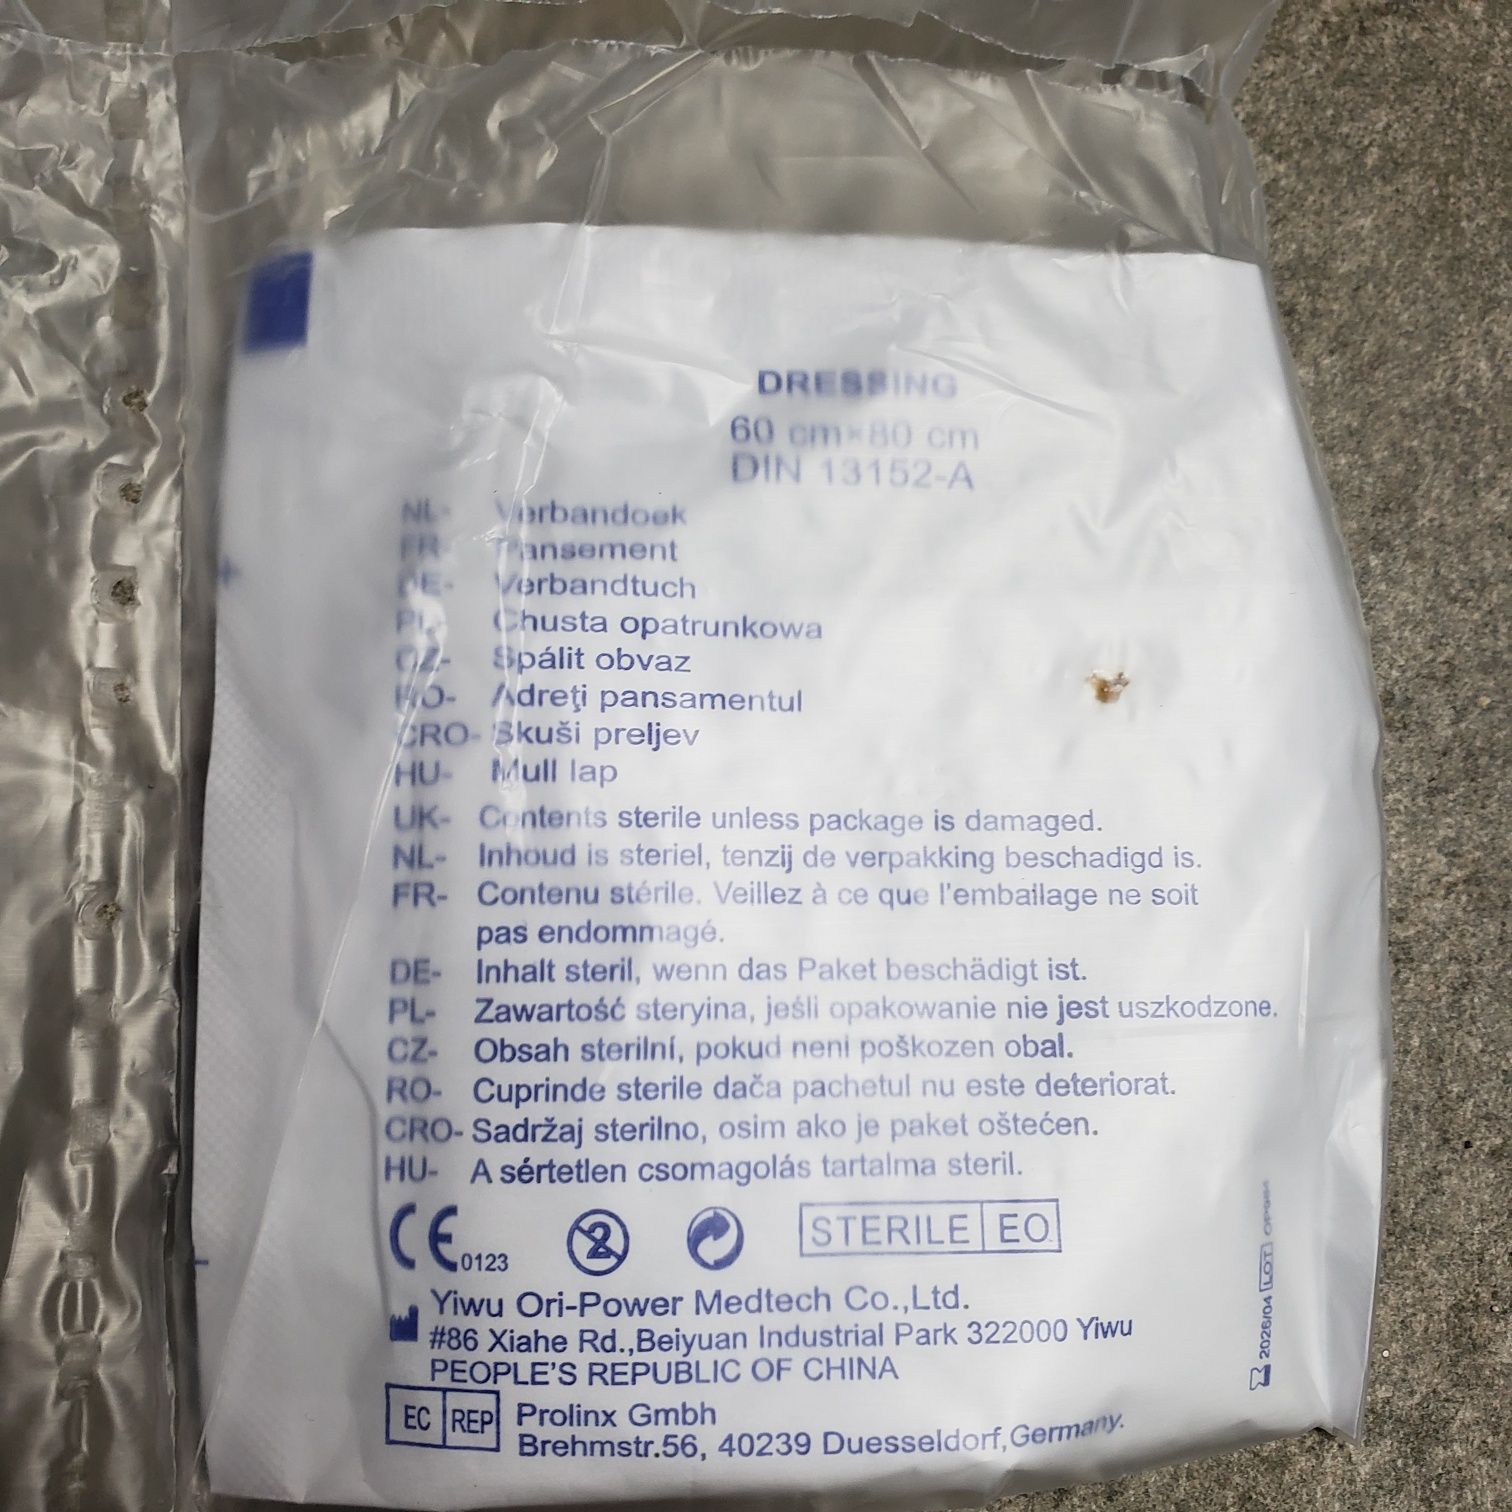 DRESSING
60 cm×80 cm
DIN 13152-A
NL- Verbandoek
FR- Pansement
DE- Verbandtuch
PL- Chusta opatrunkowa
CZ- Spálit obvaz
RO- Adreţi pansamentul
CRO- Skuši preljev
HU- Mull lap
UK- Contents sterile unless package is damaged.
NL- Inhoud is steriel, tenzij de verpakking beschadigd is.
FR- Contenu stérile. Veillez à ce que l'emballage ne soit
pas endommagé.
DE- Inhalt steril, wenn das Paket beschädigt ist.
PL- Zawartość steryina, jeśli opakowanie nie jest uszkodzone.
CZ- Obsah sterilní, pokud není poškozen obal.
RO- Cuprinde sterile dača pachetul nu este deteriorat.
CRO- Sadržaj sterilno, osim ako je paket oštećen.
HU- A sértetlen csomagolás tartalma steril.
CE 0123 2 STERILE EO
Yiwu Ori-Power Medtech Co.,Ltd.
#86 Xiahe Rd.,Beiyuan Industrial Park 322000 Yiwu
PEOPLE'S REPUBLIC OF CHINA
EC REP Prolinx Gmbh
Brehmstr.56, 40239 Duesseldorf,Germany.
2026/04 LOT